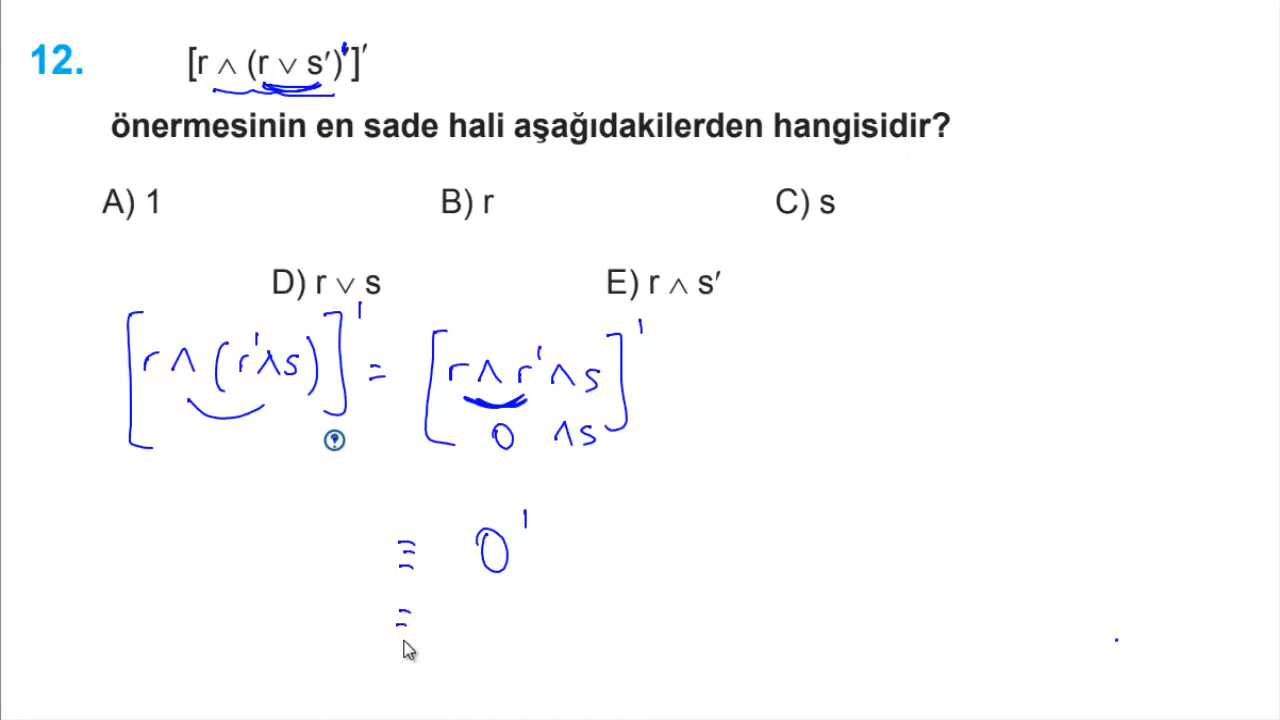 12. [r ∧ (r ∨ s′)′]′
önermesinin en sade hali aşağıdakilerden hangisidir?
A) 1 B) r C) s
D) r ∨ s E) r ∧ s′
[r ∧ (r' ∧ s)]' = [r ∧ r' ∧ s]'
0 ∧ s
≡ 0'
=